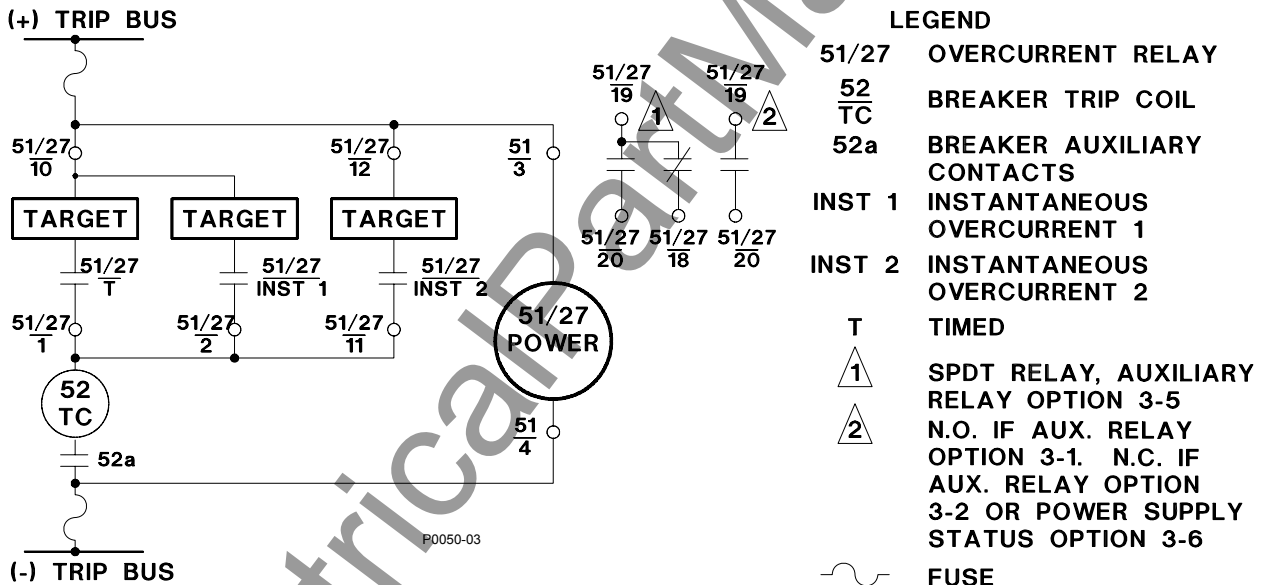 (+) TRIP BUS
51/27
10
51/27
12
51
3
TARGET
TARGET
TARGET
51/27
T
51/27
INST 1
51/27
INST 2
51/27
1
51/27
2
51/27
11
51/27
POWER
52
TC
51
4
52a
(-) TRIP BUS
P0050-03
51/27
19
1
51/27
19
2
51/27
20
51/27
18
51/27
20
LEGEND
51/27 OVERCURRENT RELAY
52
TC
BREAKER TRIP COIL
52a BREAKER AUXILIARY
CONTACTS
INST 1 INSTANTANEOUS
OVERCURRENT 1
INST 2 INSTANTANEOUS
OVERCURRENT 2
T TIMED
1 SPDT RELAY, AUXILIARY
RELAY OPTION 3-5
2 N.O. IF AUX. RELAY
OPTION 3-1. N.C. IF
AUX. RELAY OPTION
3-2 OR POWER SUPPLY
STATUS OPTION 3-6
FUSE
ctricalPartMa